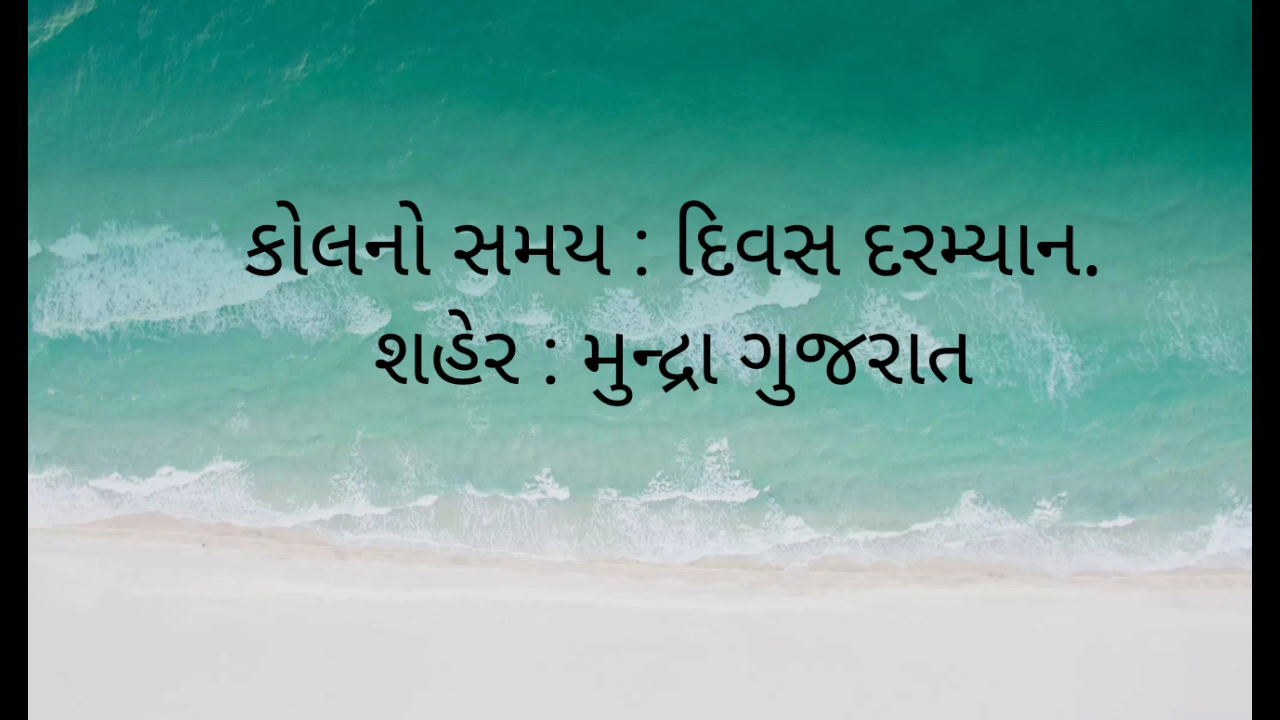 કોલનો સમય : દિવસ દરમ્યાન.
શહેર : મુન્દ્રા ગુજરાત